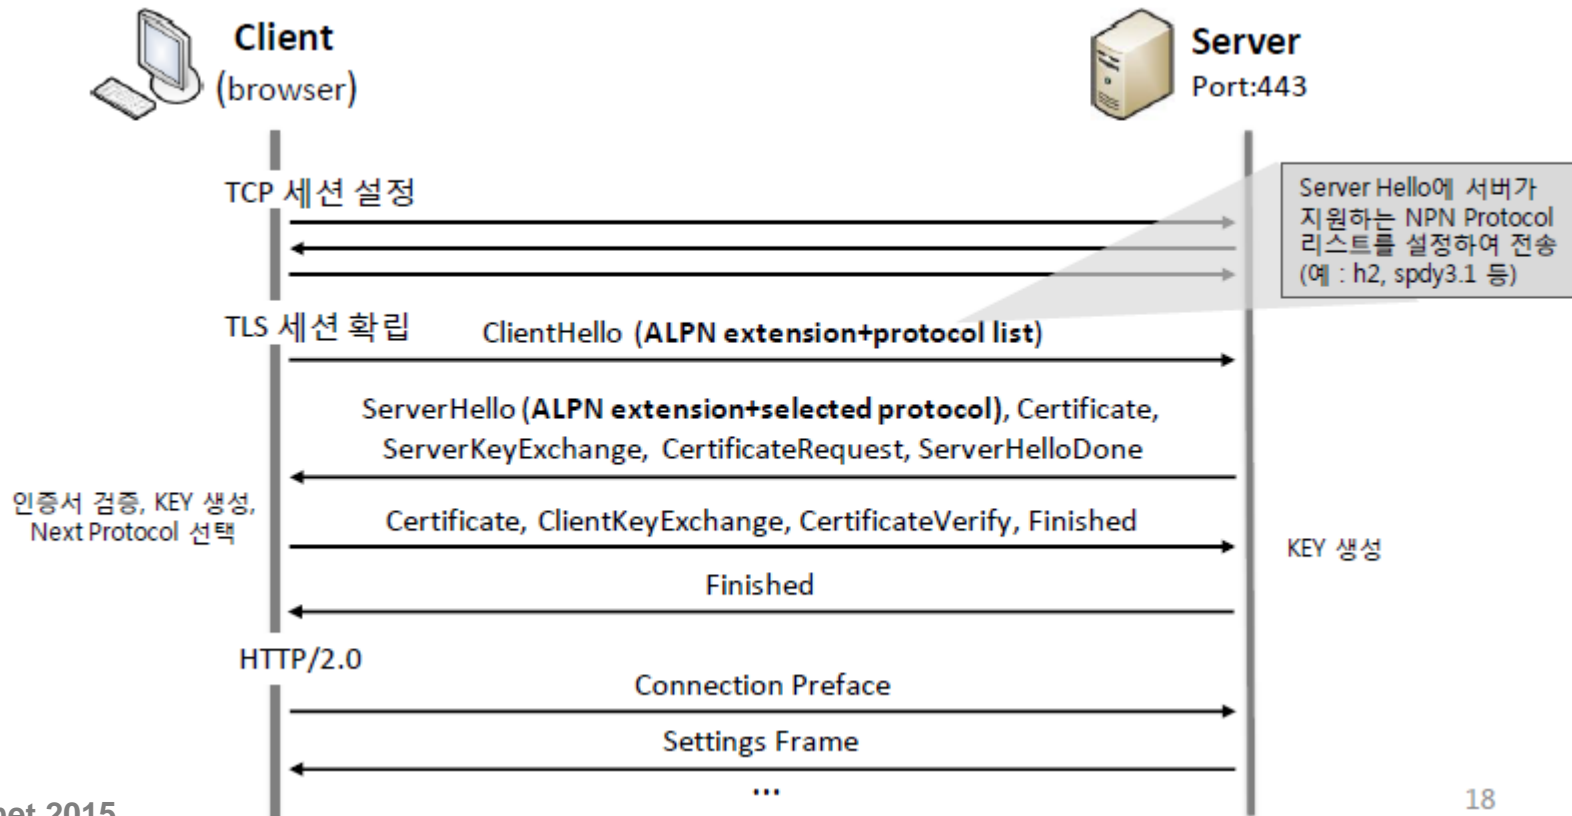 Client
(browser)
Server
Port:443
TCP 세션 설정
Server Hello에 서버가
지원하는 NPN Protocol
리스트를 설정하여 전송
(예 : h2, spdy3.1 등)
TLS 세션 확립
ClientHello (ALPN extension+protocol list)
ServerHello (ALPN extension+selected protocol), Certificate,
ServerKeyExchange, CertificateRequest, ServerHelloDone
인증서 검증, KEY 생성,
Next Protocol 선택
Certificate, ClientKeyExchange, CertificateVerify, Finished
KEY 생성
Finished
HTTP/2.0
Connection Preface
Settings Frame
...
2015
18